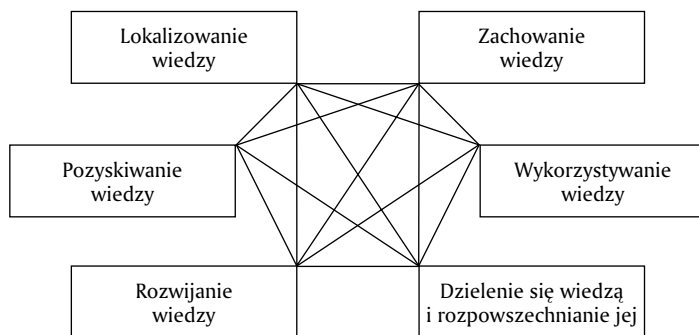 Lokalizowanie
wiedzy
Zachowanie
wiedzy
Pozyskiwanie
wiedzy
Wykorzystywanie
wiedzy
Rozwijanie
wiedzy
Dzielenie się wiedzą
i rozpowszechnianie jej